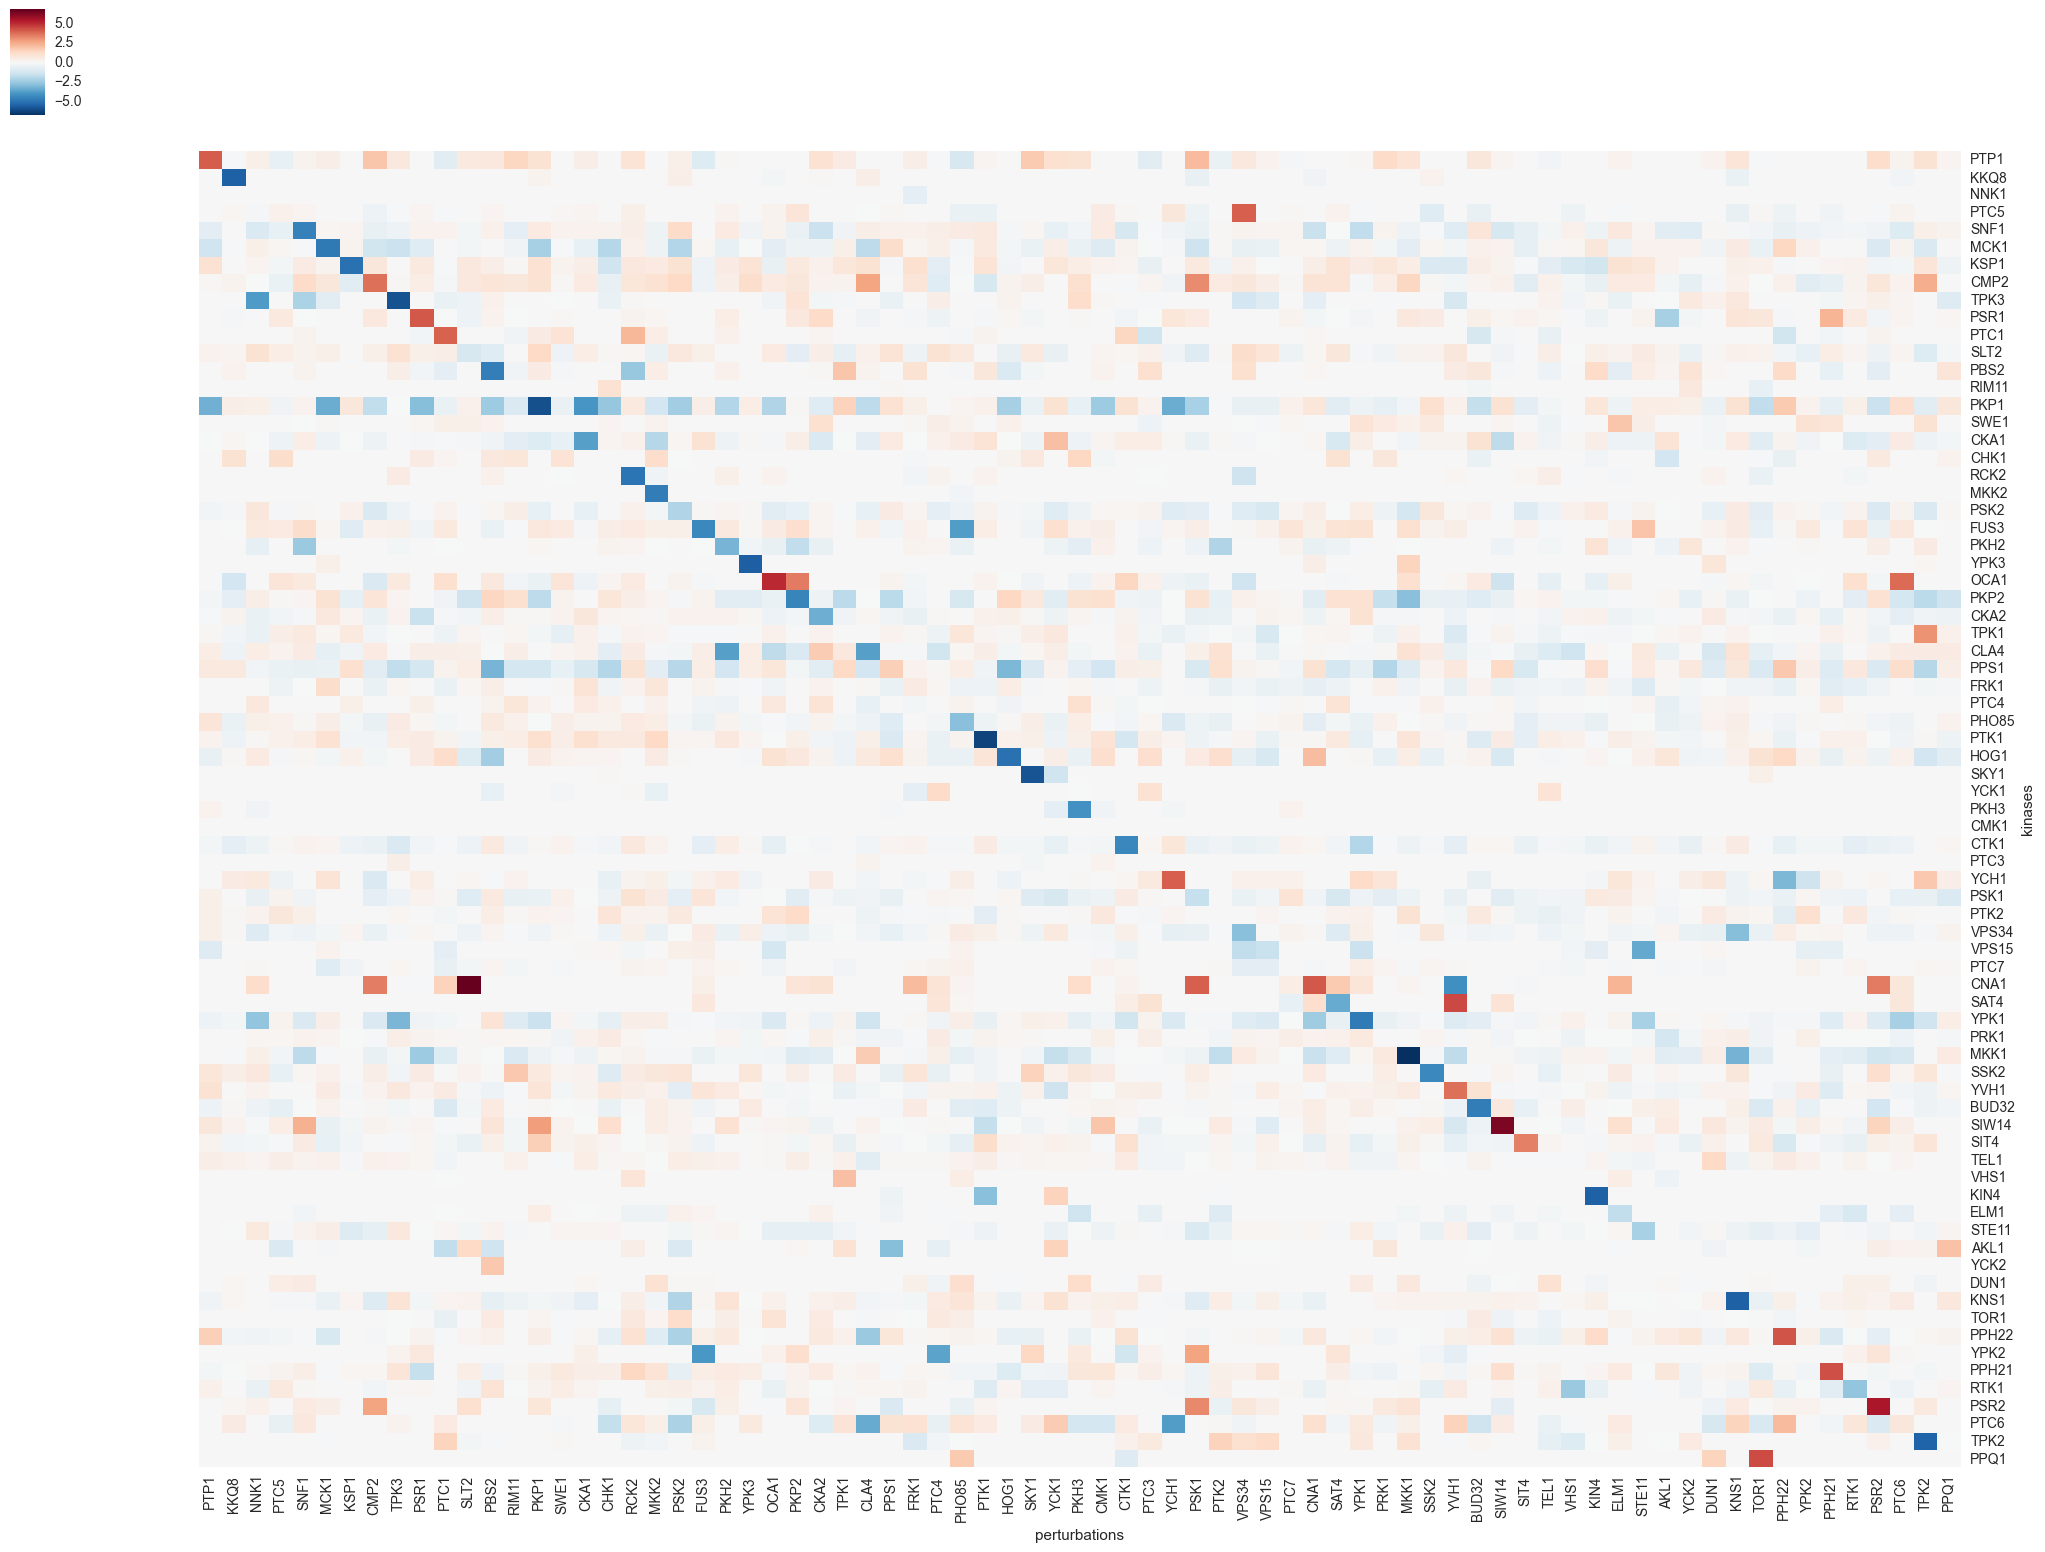 5.0
2.5
0.0
−2.5
−5.0
PTP1
KKQ8
NNK1
PTC5
SNF1
MCK1
KSP1
CMP2
TPK3
PSR1
PTC1
SLT2
PBS2
RIM11
PKP1
SWE1
CKA1
CHK1
RCK2
MKK2
PSK2
FUS3
PKH2
YPK3
OCA1
PKP2
CKA2
TPK1
CLA4
PPS1
FRK1
PTC4
PHO85
PTK1
HOG1
SKY1
YCK1
PKH3
CMK1
CTK1
PTC3
YCH1
PSK1
PTK2
VPS34
VPS15
PTC7
CNA1
SAT4
YPK1
PRK1
MKK1
SSK2
YVH1
BUD32
SIW14
SIT4
TEL1
VHS1
KIN4
ELM1
STE11
AKL1
YCK2
DUN1
KNS1
TOR1
PPH22
YPK2
PPH21
RTK1
PSR2
PTC6
TPK2
PPQ1
kinases
PTP1
KKQ8
NNK1
PTC5
SNF1
MCK1
KSP1
CMP2
TPK3
PSR1
PTC1
SLT2
PBS2
RIM11
PKP1
SWE1
CKA1
CHK1
RCK2
MKK2
PSK2
FUS3
PKH2
YPK3
OCA1
PKP2
CKA2
TPK1
CLA4
PPS1
FRK1
PTC4
PHO85
PTK1
HOG1
SKY1
YCK1
PKH3
CMK1
CTK1
PTC3
YCH1
PSK1
PTK2
VPS34
VPS15
PTC7
CNA1
SAT4
YPK1
PRK1
MKK1
SSK2
YVH1
BUD32
SIW14
SIT4
TEL1
VHS1
KIN4
ELM1
STE11
AKL1
YCK2
DUN1
KNS1
TOR1
PPH22
YPK2
PPH21
RTK1
PSR2
PTC6
TPK2
PPQ1
perturbations